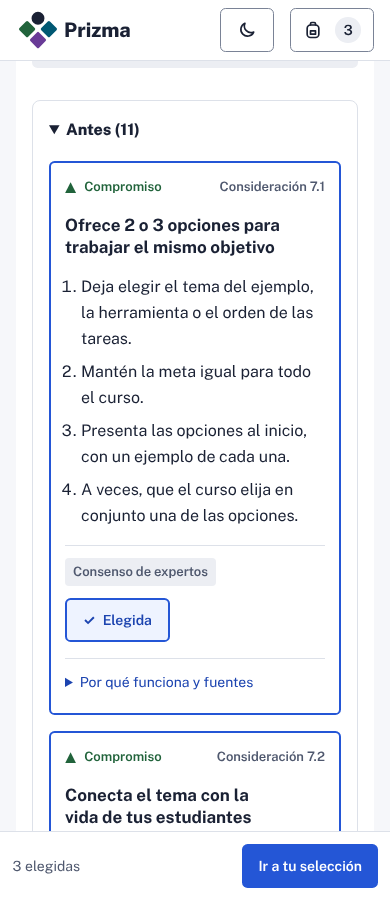 Prizma
3
Antes (11)
Compromiso
Consideración 7.1
Ofrece 2 o 3 opciones para
trabajar el mismo objetivo
1. Deja elegir el tema del ejemplo,
la herramienta o el orden de las
tareas.
2. Mantén la meta igual para todo
el curso.
3. Presenta las opciones al inicio,
con un ejemplo de cada una.
4. A veces, que el curso elija en
conjunto una de las opciones.
Consenso de expertos
Elegida
Por qué funciona y fuentes
Compromiso
Consideración 7.2
Conecta el tema con la
vida de tus estudiantes
3 elegidas
Ir a tu selección